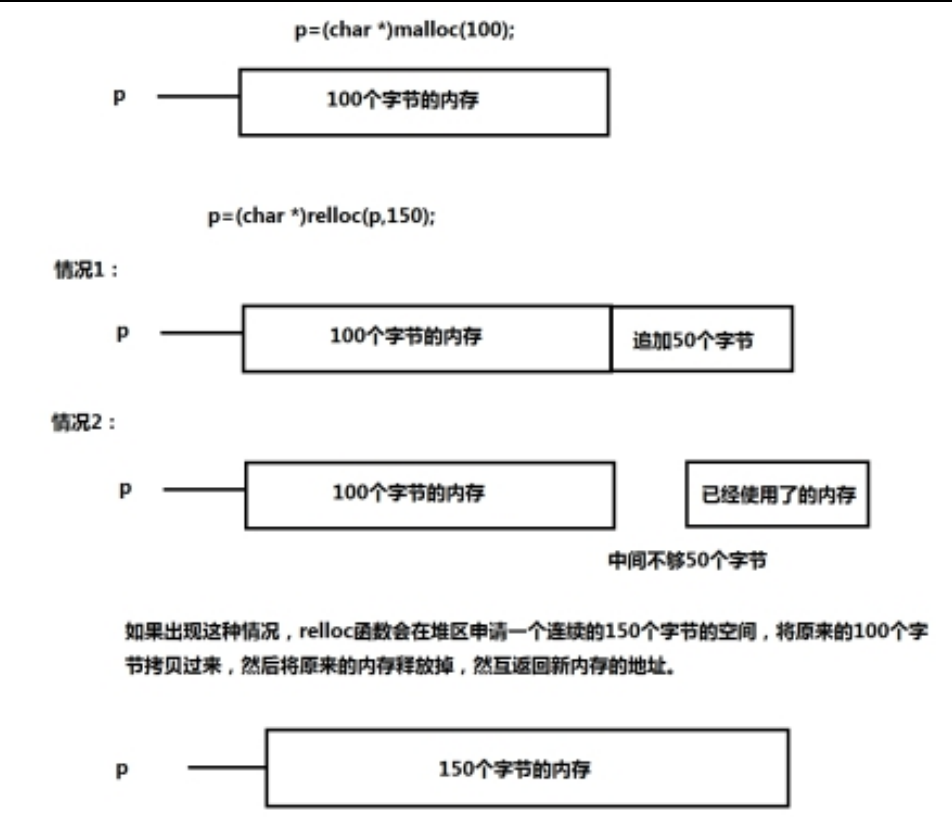 p=(char *)malloc(100);
p
100个字节的内存
p=(char *)relloc(p,150);
情况1：
p
100个字节的内存
追加50个字节
情况2：
p
100个字节的内存
已经使用了的内存
中间不够50个字节
如果出现这种情况，relloc函数会在堆区申请一个连续的150个字节的空间，将原来的100个字
节拷贝过来，然后将原来的内存释放掉，然互返回新内存的地址。
p
150个字节的内存